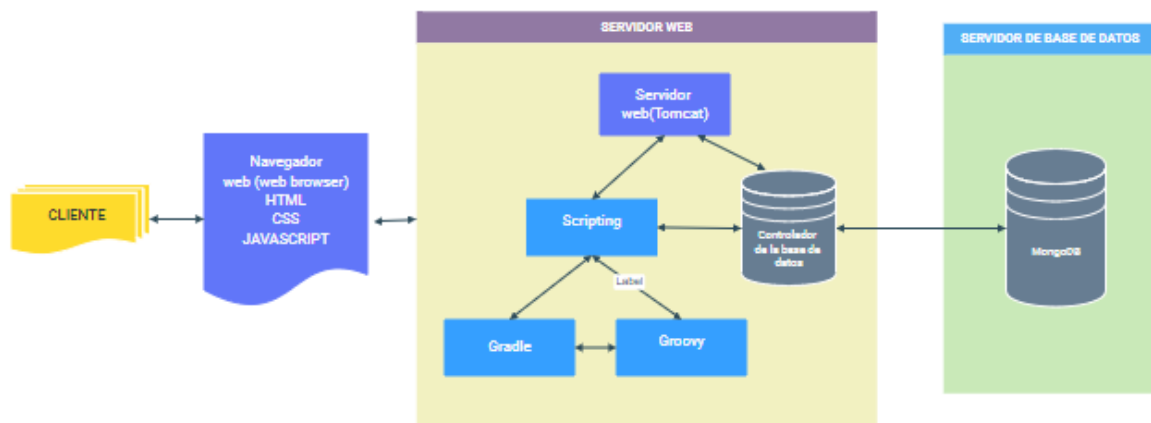 SERVIDOR WEB
SERVIDOR DE BASE DE DATOS
Servidor
web(Tomcat)
Navegador
web (web browser)
HTML
CSS
JAVASCRIPT
CLIENTE
Scripting
Controlador
de la base de
datos
MongoDB
Label
Gradle
Groovy